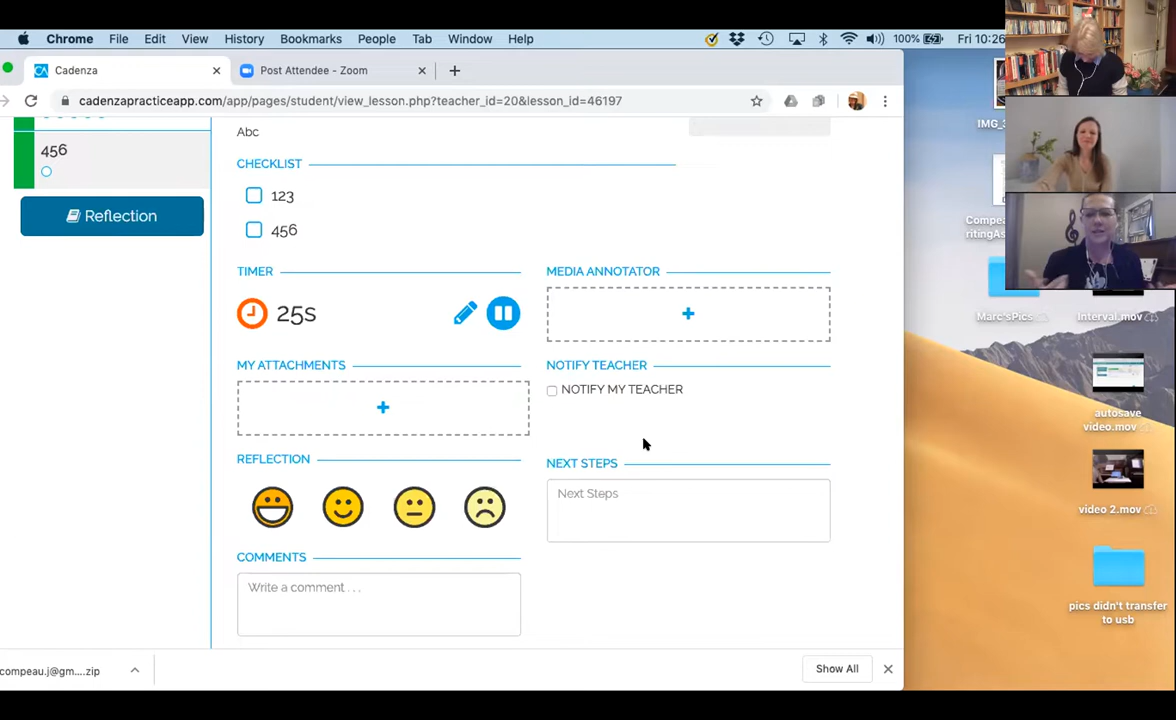 Chrome File Edit View History Bookmarks People Tab Window Help 100% Fri 10:26
Cadenza Post Attendee - Zoom
cadenzapracticeapp.com/app/pages/student/view_lesson.php?teacher_id=20&lesson_id=46197
Abc
456
Reflection
CHECKLIST
123
456
TIMER
25s
MEDIA ANNOTATOR
MY ATTACHMENTS
NOTIFY TEACHER
NOTIFY MY TEACHER
REFLECTION
NEXT STEPS
Next Steps
COMMENTS
Write a comment . . .
compeau.j@gm....zip
Show All
Marc'sPics
Interval.mov
autosave
video.mov
video 2.mov
pics didn't transfer
to usb